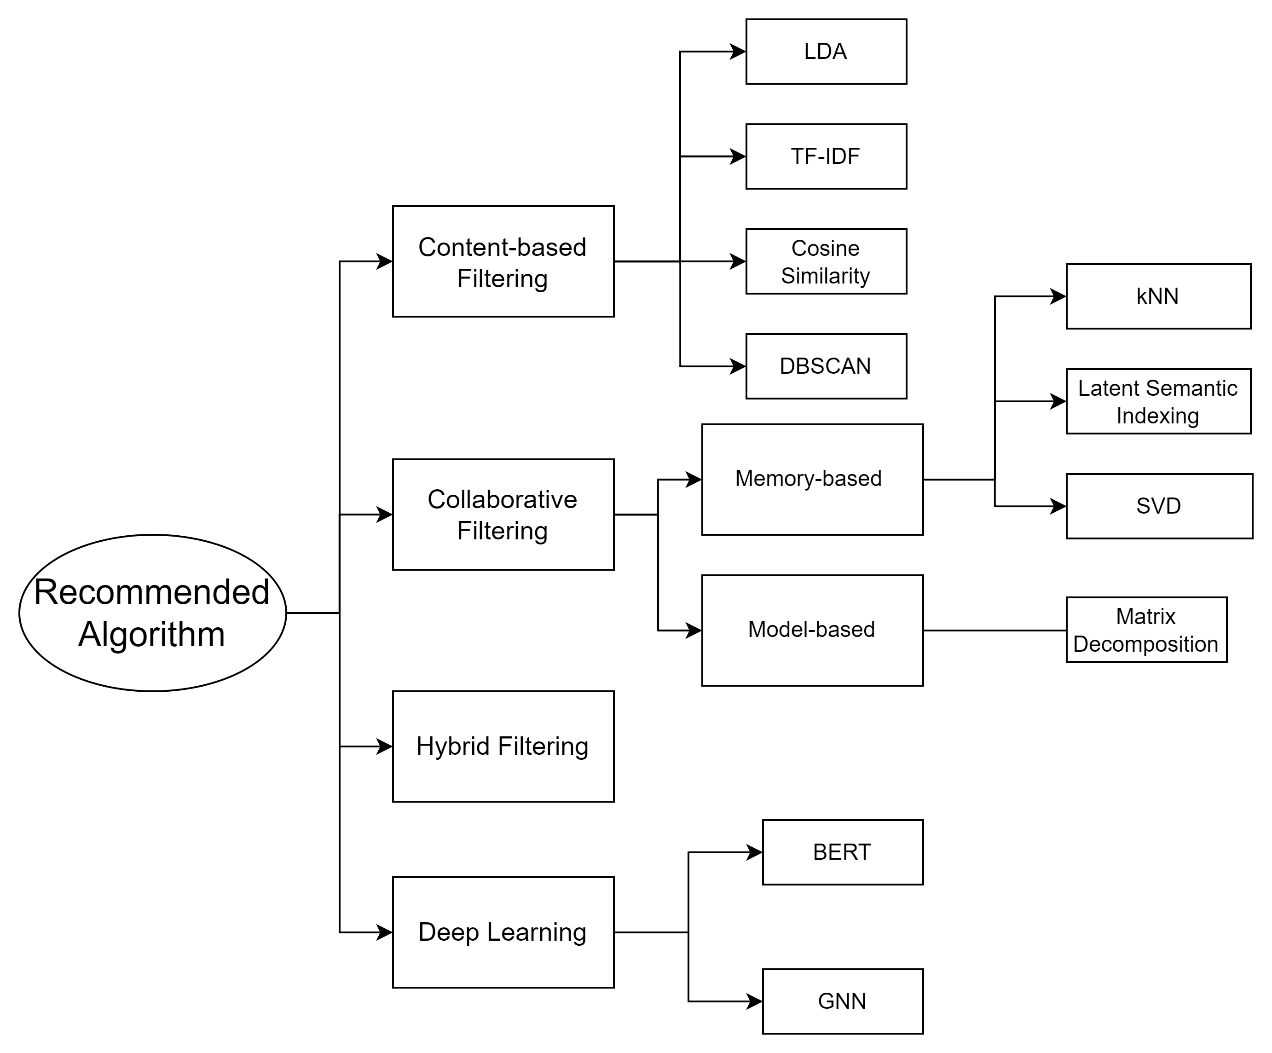 Recommended
Algorithm
Content-based
Filtering
LDA
TF-IDF
Cosine
Similarity
DBSCAN
Collaborative
Filtering
Memory-based
kNN
Latent Semantic
Indexing
SVD
Model-based
Matrix
Decomposition
Hybrid Filtering
Deep Learning
BERT
GNN